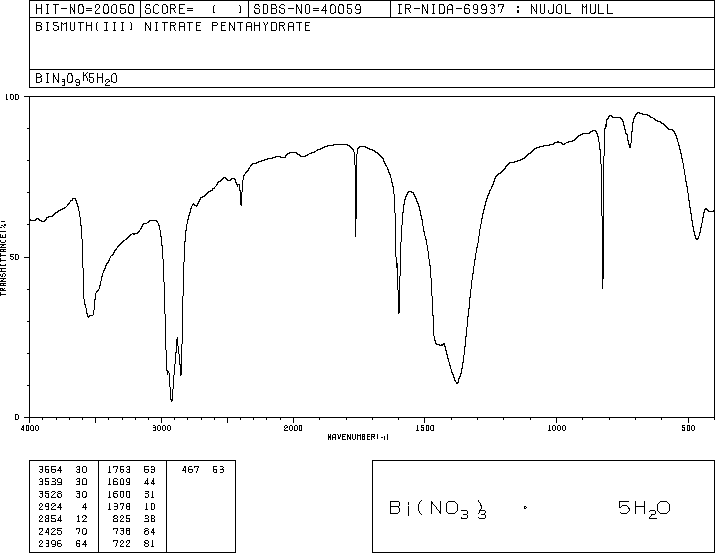 HIT-NO=20050 SCORE= ( ) SDBS-NO=40059 IR-NIDA-69937 : NUJOL MULL
BISMUTH(III) NITRATE PENTAHYDRATE
BIN3O9K5H2O
100
50
0
TRANSMITTANCE(%)
4000 3000 2000 1500 1000 500
WAVENUMBER(-1)
3564 30 1763 53 467 53
3539 30 1609 44
3528 30 1600 31
2924 4 1378 10
2854 12 825 38
2425 70 738 84
2396 64 722 81
Bi(NO3)3 · 5H2O